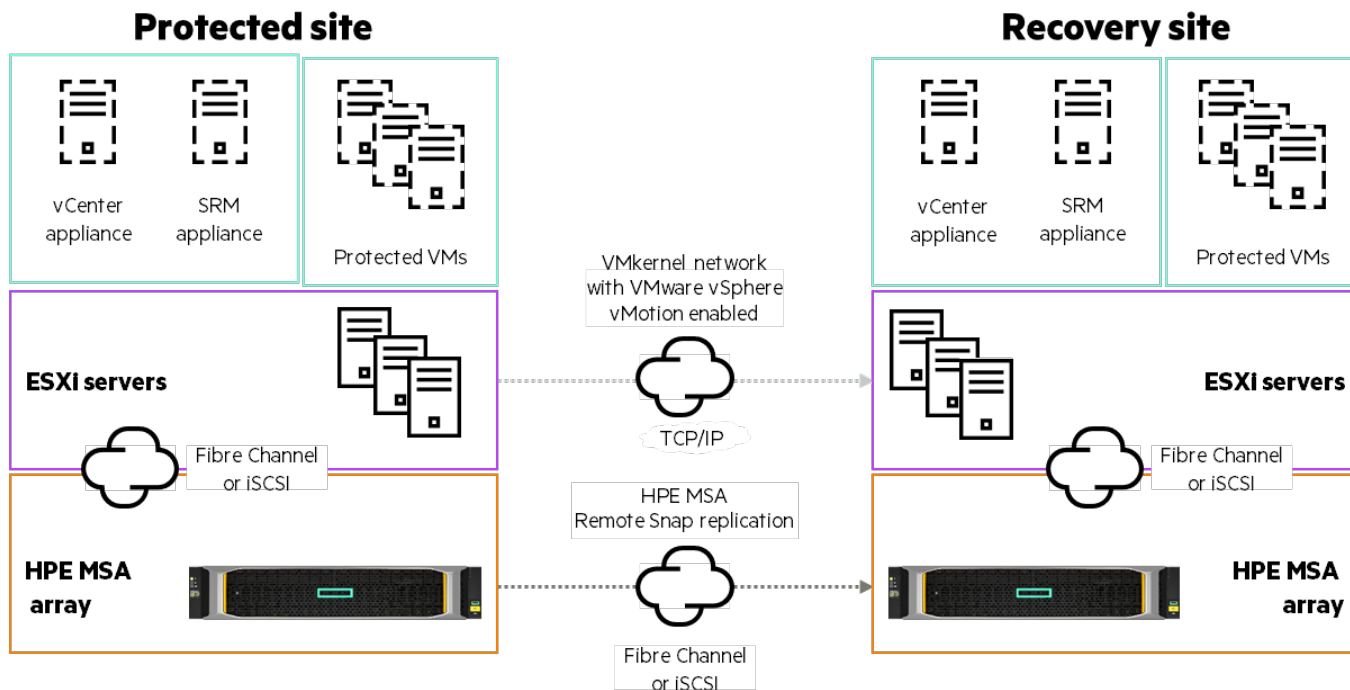 Protected site
Recovery site
vCenter
appliance
SRM
appliance
Protected VMs
vCenter
appliance
SRM
appliance
Protected VMs
VMkernel network
with VMware vSphere
vMotion enabled
ESXi servers
TCP/IP
ESXi servers
Fibre Channel
or iSCSI
Fibre Channel
or iSCSI
HPE MSA
Remote Snap replication
HPE MSA
array
HPE MSA
array
Fibre Channel
or iSCSI